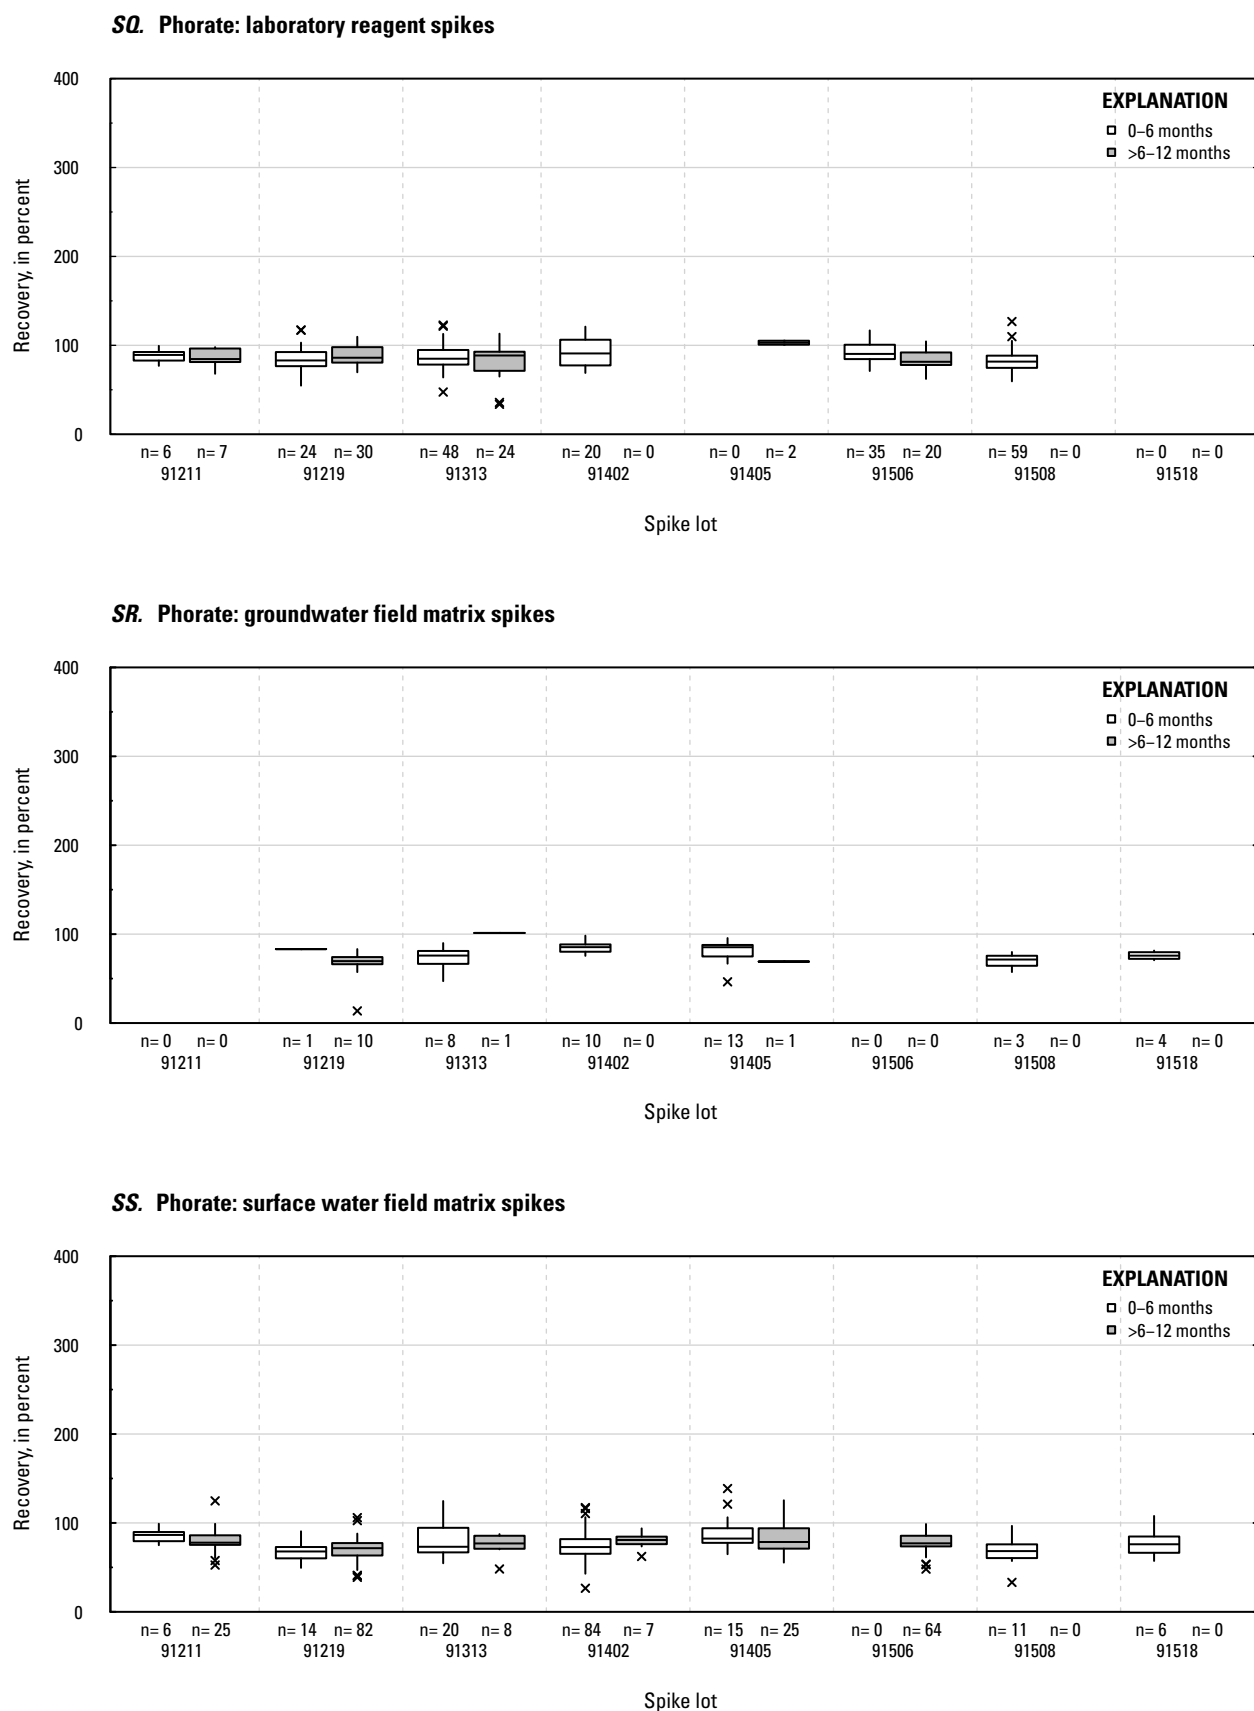 SQ. Phorate: laboratory reagent spikes
400
300
200
100
0
Recovery, in percent
EXPLANATION
0–6 months
>6–12 months
n= 6 n= 7 n= 24 n= 30 n= 48 n= 24 n= 20 n= 0 n= 0 n= 2 n= 35 n= 20 n= 59 n= 0 n= 0 n= 0
91211 91219 91313 91402 91405 91506 91508 91518
Spike lot
SR. Phorate: groundwater field matrix spikes
400
300
200
100
0
Recovery, in percent
EXPLANATION
0–6 months
>6–12 months
n= 0 n= 0 n= 1 n= 10 n= 8 n= 1 n= 10 n= 0 n= 13 n= 1 n= 0 n= 0 n= 3 n= 0 n= 4 n= 0
91211 91219 91313 91402 91405 91506 91508 91518
Spike lot
SS. Phorate: surface water field matrix spikes
400
300
200
100
0
Recovery, in percent
EXPLANATION
0–6 months
>6–12 months
n= 6 n= 25 n= 14 n= 82 n= 20 n= 8 n= 84 n= 7 n= 15 n= 25 n= 0 n= 64 n= 11 n= 0 n= 6 n= 0
91211 91219 91313 91402 91405 91506 91508 91518
Spike lot